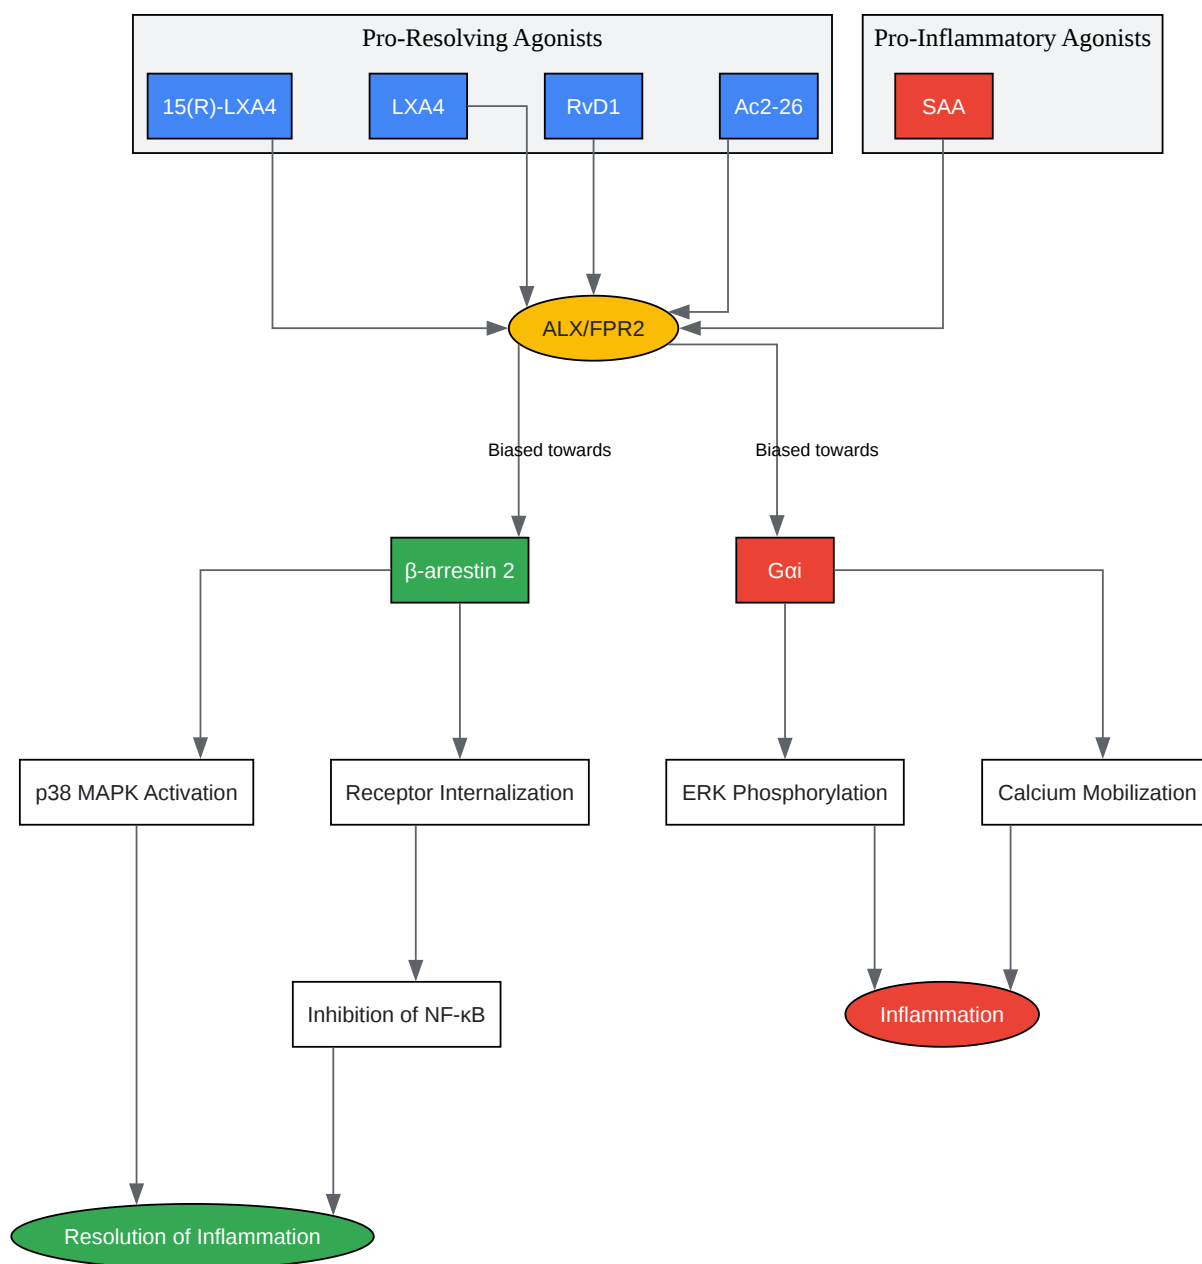 Pro-Resolving Agonists
Pro-Inflammatory Agonists
15(R)-LXA4
LXA4
RvD1
Ac2-26
SAA
ALX/FPR2
Biased towards
Biased towards
β-arrestin 2
Gαi
p38 MAPK Activation
Receptor Internalization
ERK Phosphorylation
Calcium Mobilization
Inhibition of NF-κB
Inflammation
Resolution of Inflammation